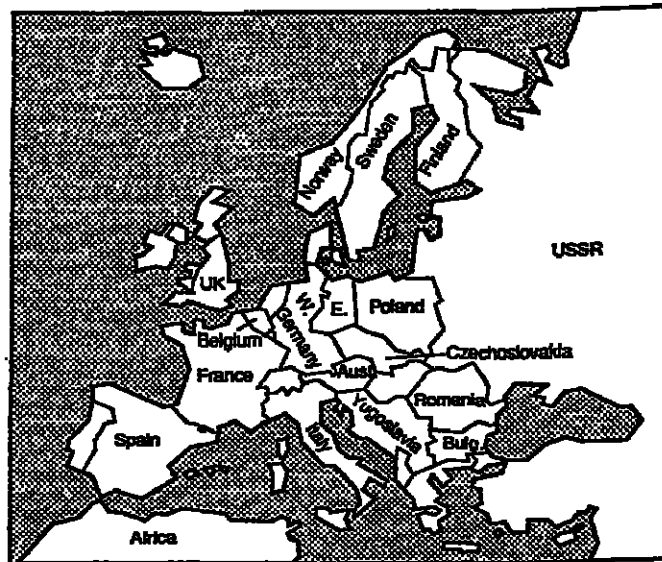 Norway
Sweden
Finland
USSR
UK
W.
Germany
E.
Poland
Belgium
Czechoslovakia
France
Aust.
Romania
Spain
Italy
Yugoslavia
Bulg.
Africa